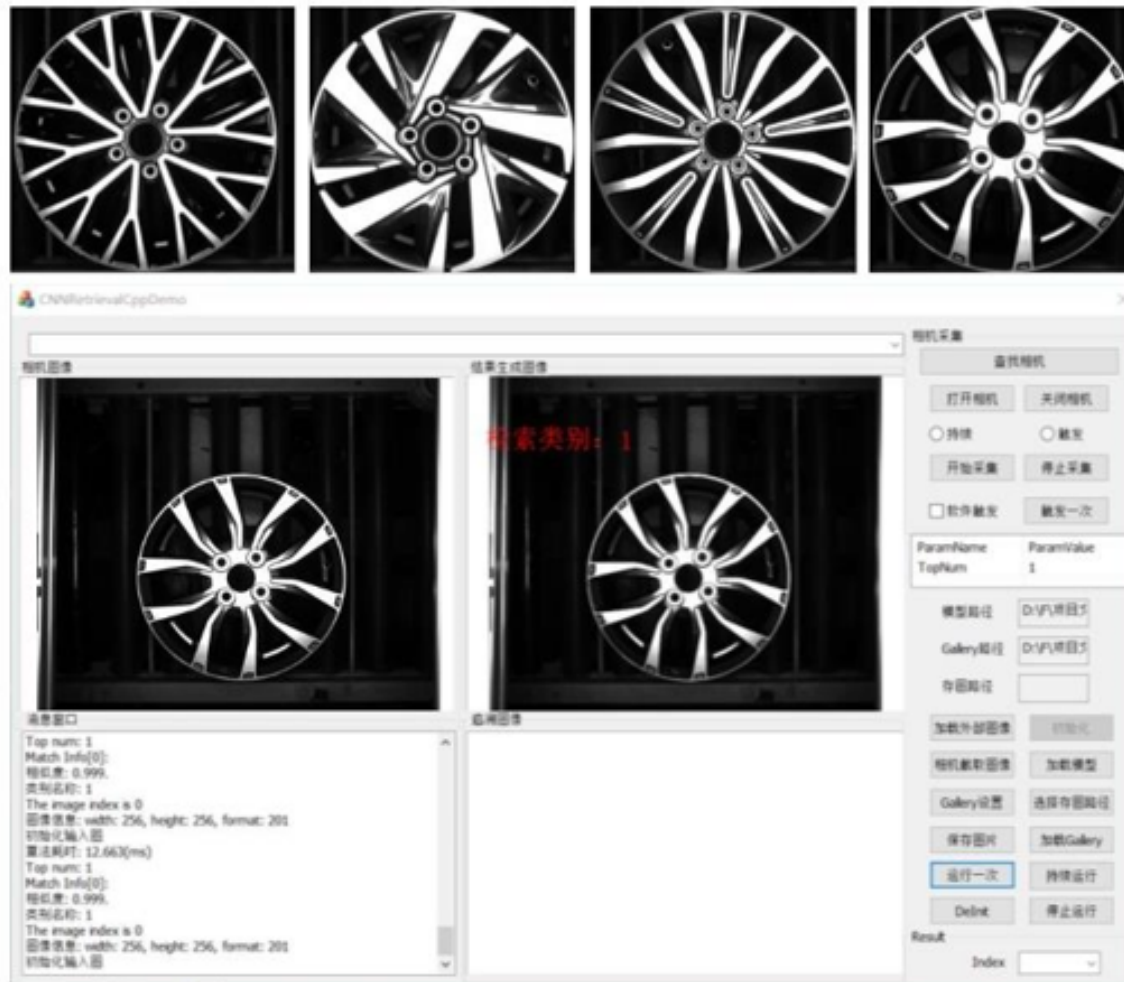 CNNRetrievalCppDemo
相机采集
查找相机
相机图像
结果生成图像
打开相机
关闭相机
持续
触发
开始采集
停止采集
软件触发
触发一次
检索类别：1
ParamName ParamValue
TopNum 1
模型路径 D:\F\项目文
Gallery路径 D:\F\项目文
存图路径
消息窗口
Top num: 1
Match Info[0]:
相似度: 0.999.
类别名称: 1
The image index is 0
图像信息: width: 256, height: 256, format: 201
初始化输入图
算法耗时: 12.663(ms)
Top num: 1
Match Info[0]:
相似度: 0.999.
类别名称: 1
The image index is 0
图像信息: width: 256, height: 256, format: 201
初始化输入图
加载外部图像
初始化
相机截取图像
加载模型
Gallery设置
选择存图路径
保存图片
加载Gallery
运行一次
持续运行
DeInit
停止运行
Result
Index